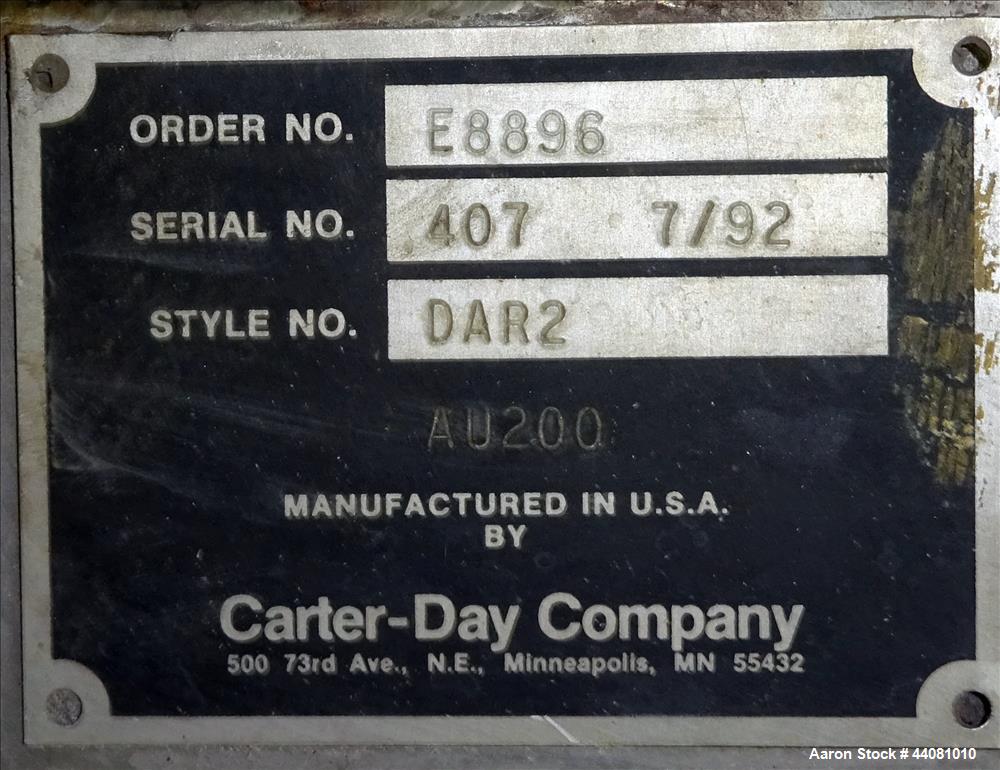 ORDER NO. E8896
SERIAL NO. 407 7/92
STYLE NO. DAR2
AU200
MANUFACTURED IN U.S.A.
BY
Carter-Day Company
500 73rd Ave., N.E., Minneapolis, MN 55432
Aaron Stock # 44081010